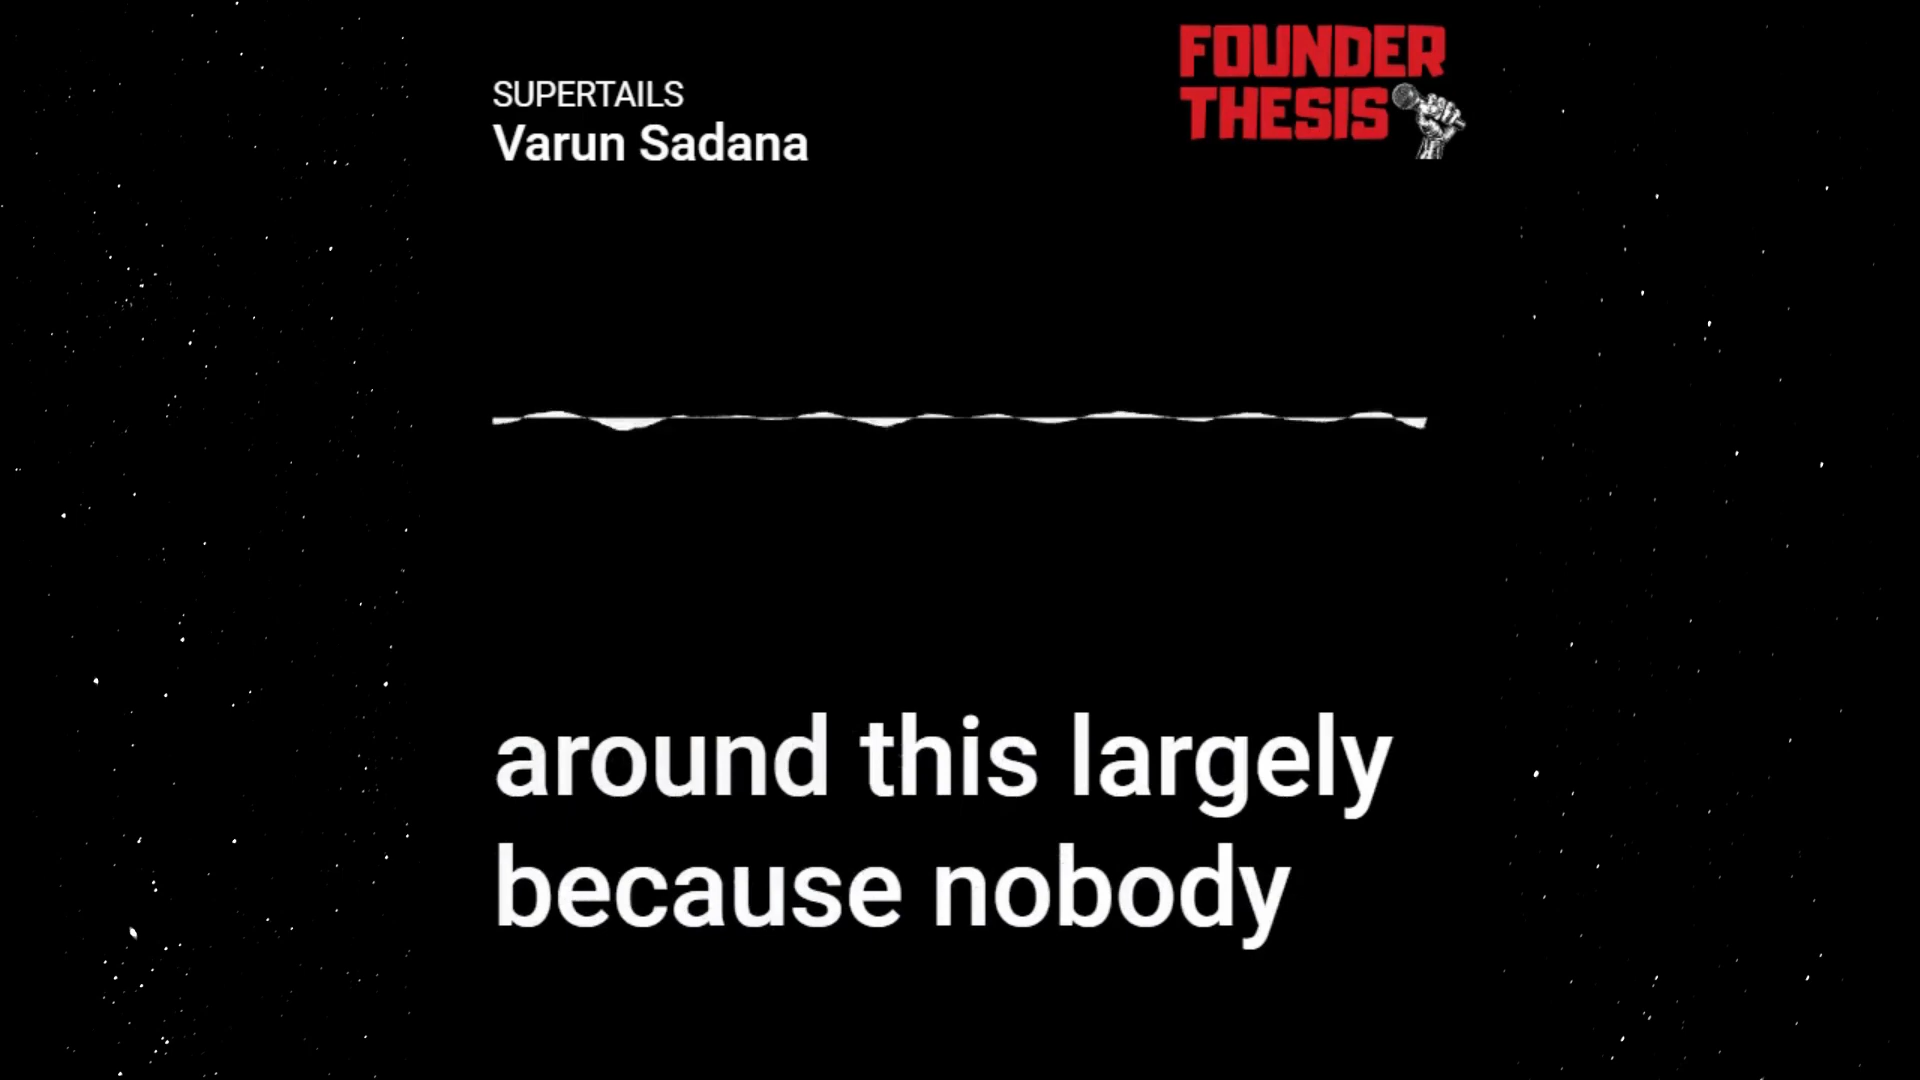 SUPERTAILS
Varun Sadana
FOUNDER
THESIS
around this largely
because nobody